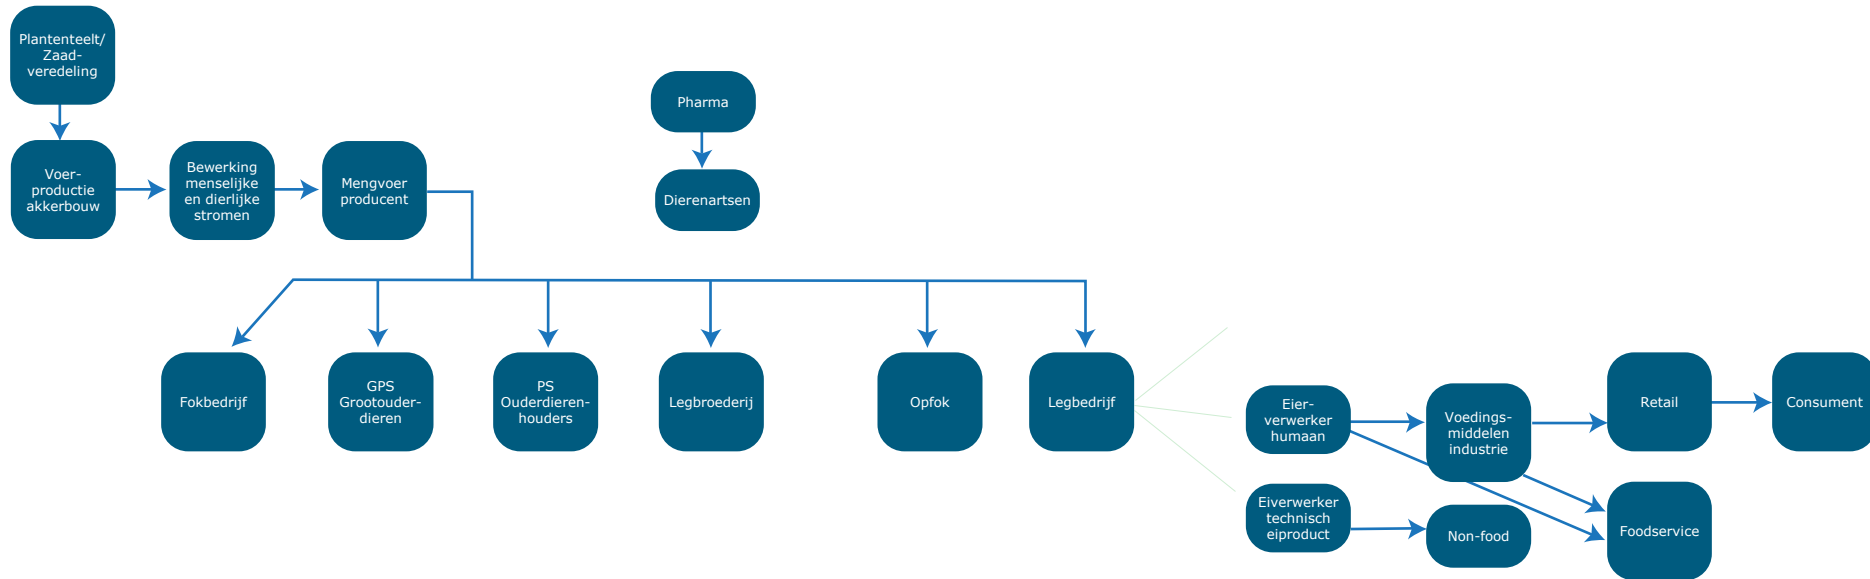 Plantenteelt/
Zaad-
veredeling
Pharma
Voer-
productie
akkerbouw
Bewerking
menselijke
en dierlijke
stromen
Mengvoer
producent
Dierenartsen
Fokbedrijf
GPS
Grootouder-
dieren
PS
Ouderdieren-
houders
Legbroederij
Opfok
Legbedrijf
Eier-
verwerker
humaan
Voedings-
middelen
industrie
Retail
Consument
Eiverwerker
technisch
eiproduct
Non-food
Foodservice